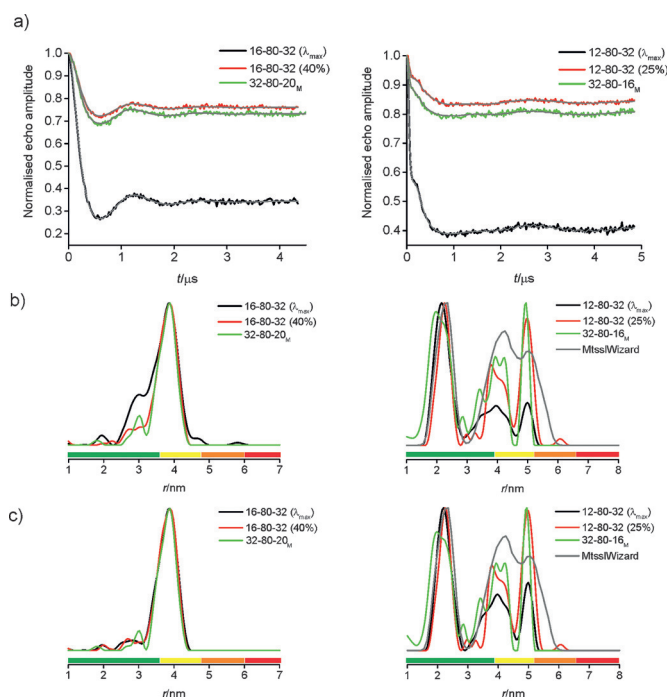 a)
16-80-32 (λmax)
16-80-32 (40%)
32-80-20M
Normalised echo amplitude
1.0
0.9
0.8
0.7
0.6
0.5
0.4
0.3
0.2
0 1 2 3 4
t/μs
12-80-32 (λmax)
12-80-32 (25%)
32-80-16M
Normalised echo amplitude
1.0
0.8
0.6
0.4
0 1 2 3 4 5
t/μs
b)
16-80-32 (λmax)
16-80-32 (40%)
32-80-20M
1 2 3 4 5 6 7
r/nm
12-80-32 (λmax)
12-80-32 (25%)
32-80-16M
MtsslWizard
1 2 3 4 5 6 7 8
r/nm
c)
16-80-32 (λmax)
16-80-32 (40%)
32-80-20M
1 2 3 4 5 6 7
r/nm
12-80-32 (λmax)
12-80-32 (25%)
32-80-16M
MtsslWizard
1 2 3 4 5 6 7 8
r/nm